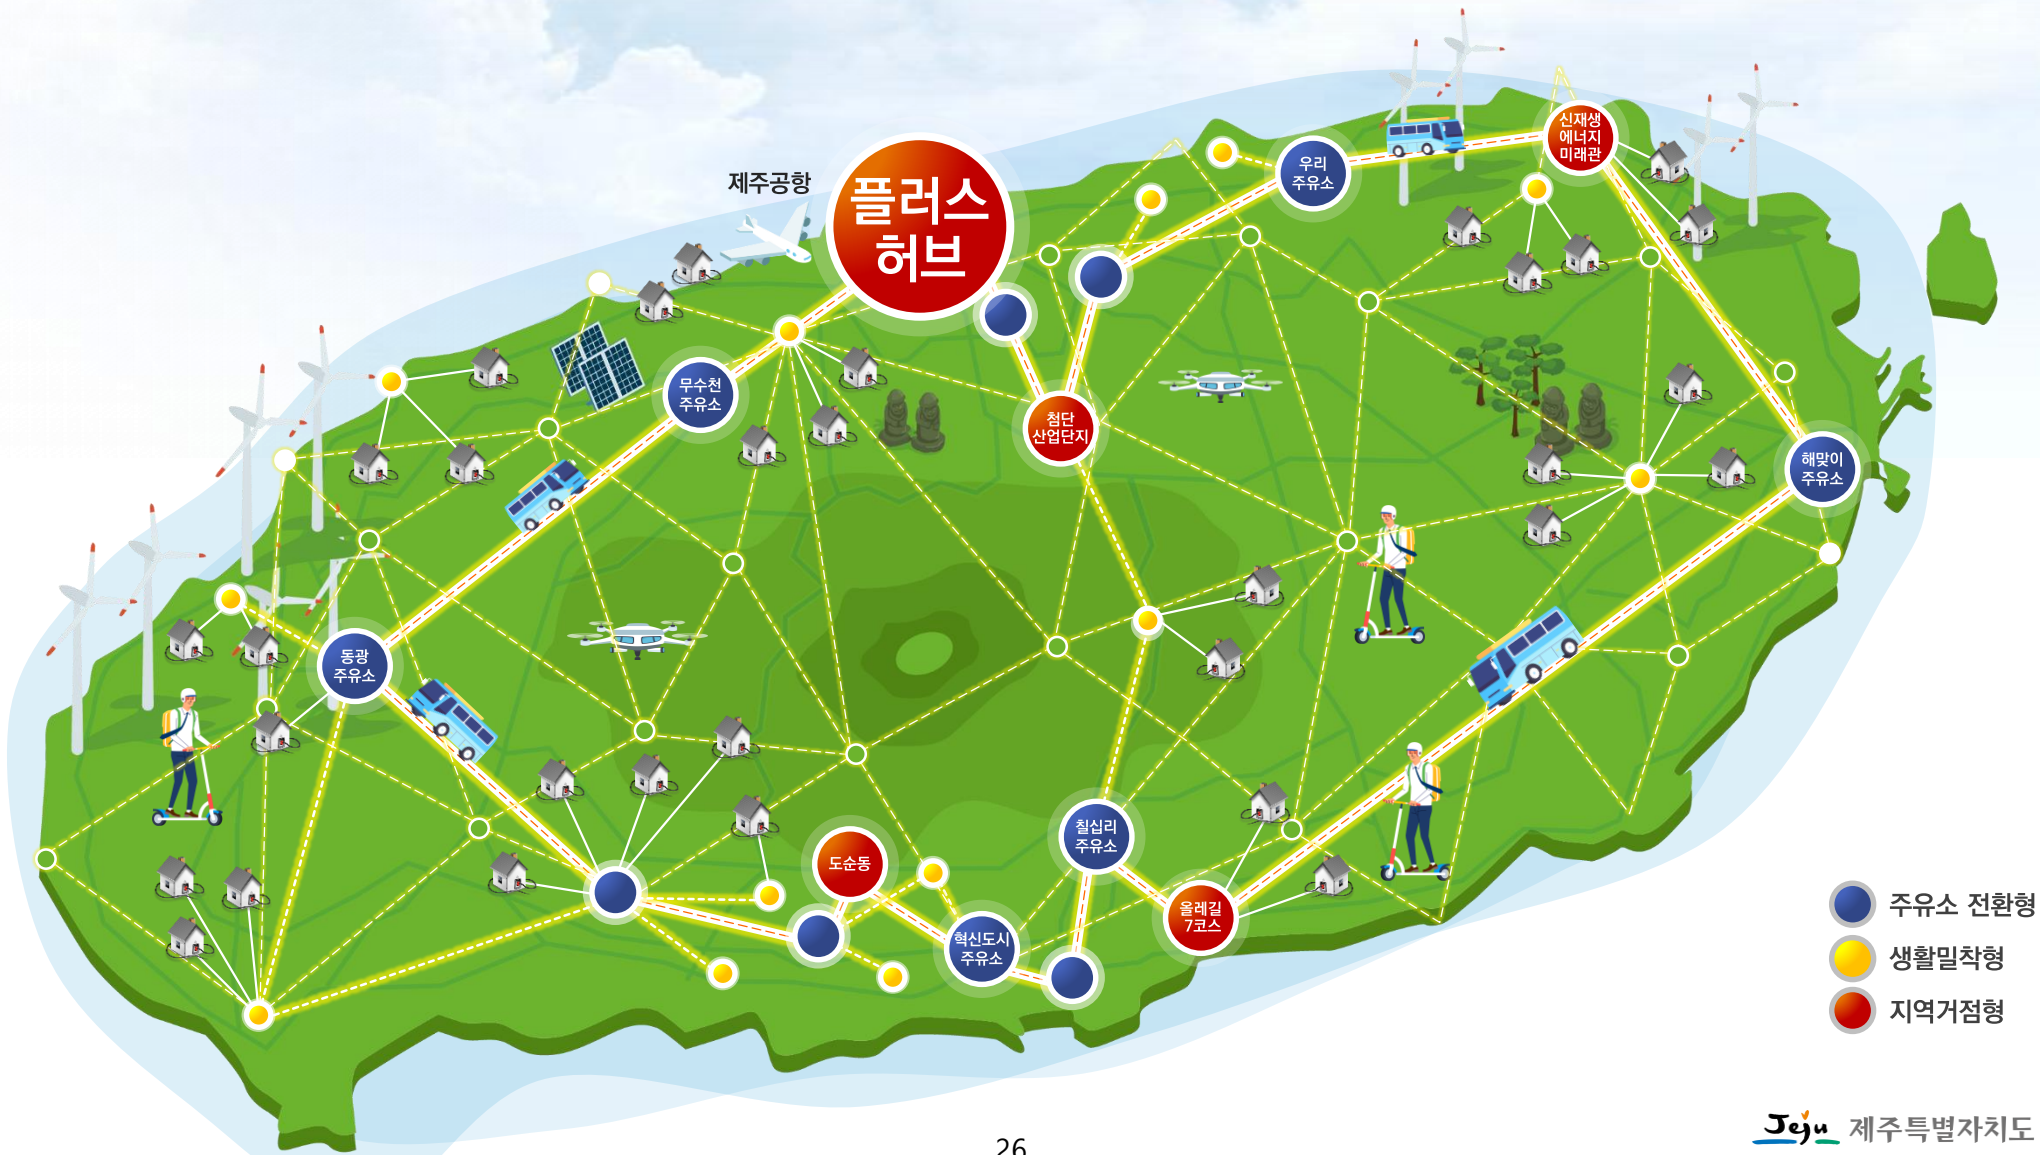 제주공항
플러스
허브
우리
주유소
신재생
에너지
미래관
무수천
주유소
첨단
산업단지
해맞이
주유소
동광
주유소
칠십리
주유소
도순동
올레길
7코스
혁신도시
주유소
주유소 전환형
생활밀착형
지역거점형
Jeju 제주특별자치도
26